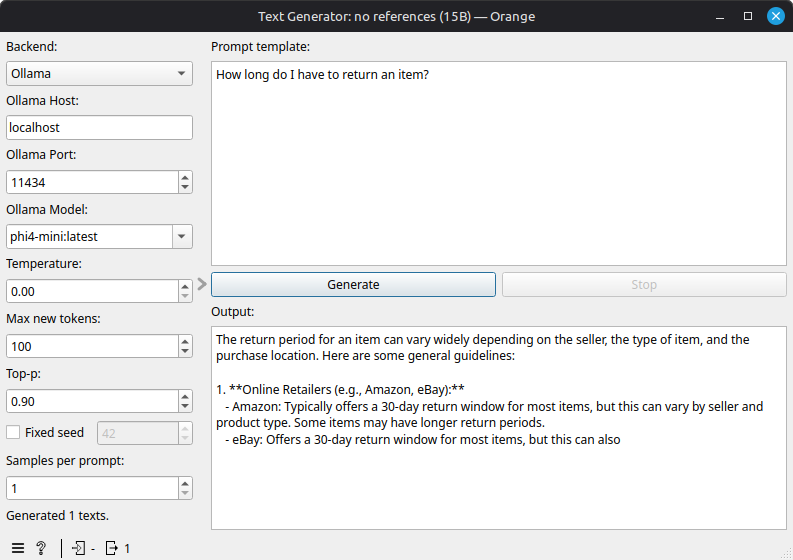 Text Generator: no references (15B) — Orange
Backend:
Ollama
Ollama Host:
localhost
Ollama Port:
11434
Ollama Model:
phi4-mini:latest
Temperature:
0.00
Max new tokens:
100
Top-p:
0.90
Fixed seed
42
Samples per prompt:
1
Generated 1 texts.
- 1
Prompt template:
How long do I have to return an item?
Generate
Stop
Output:
The return period for an item can vary widely depending on the seller, the type of item, and the
purchase location. Here are some general guidelines:
1. **Online Retailers (e.g., Amazon, eBay):**
- Amazon: Typically offers a 30-day return window for most items, but this can vary by seller and
product type. Some items may have longer return periods.
- eBay: Offers a 30-day return window for most items, but this can also